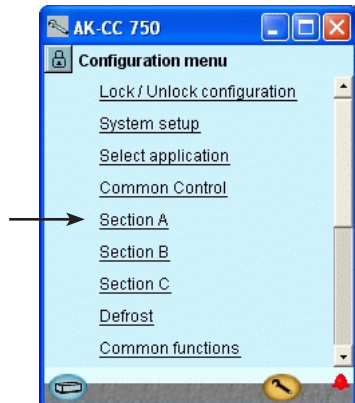 AK-CC 750
Configuration menu
Lock / Unlock configuration
System setup
Select application
Common Control
Section A
Section B
Section C
Defrost
Common functions